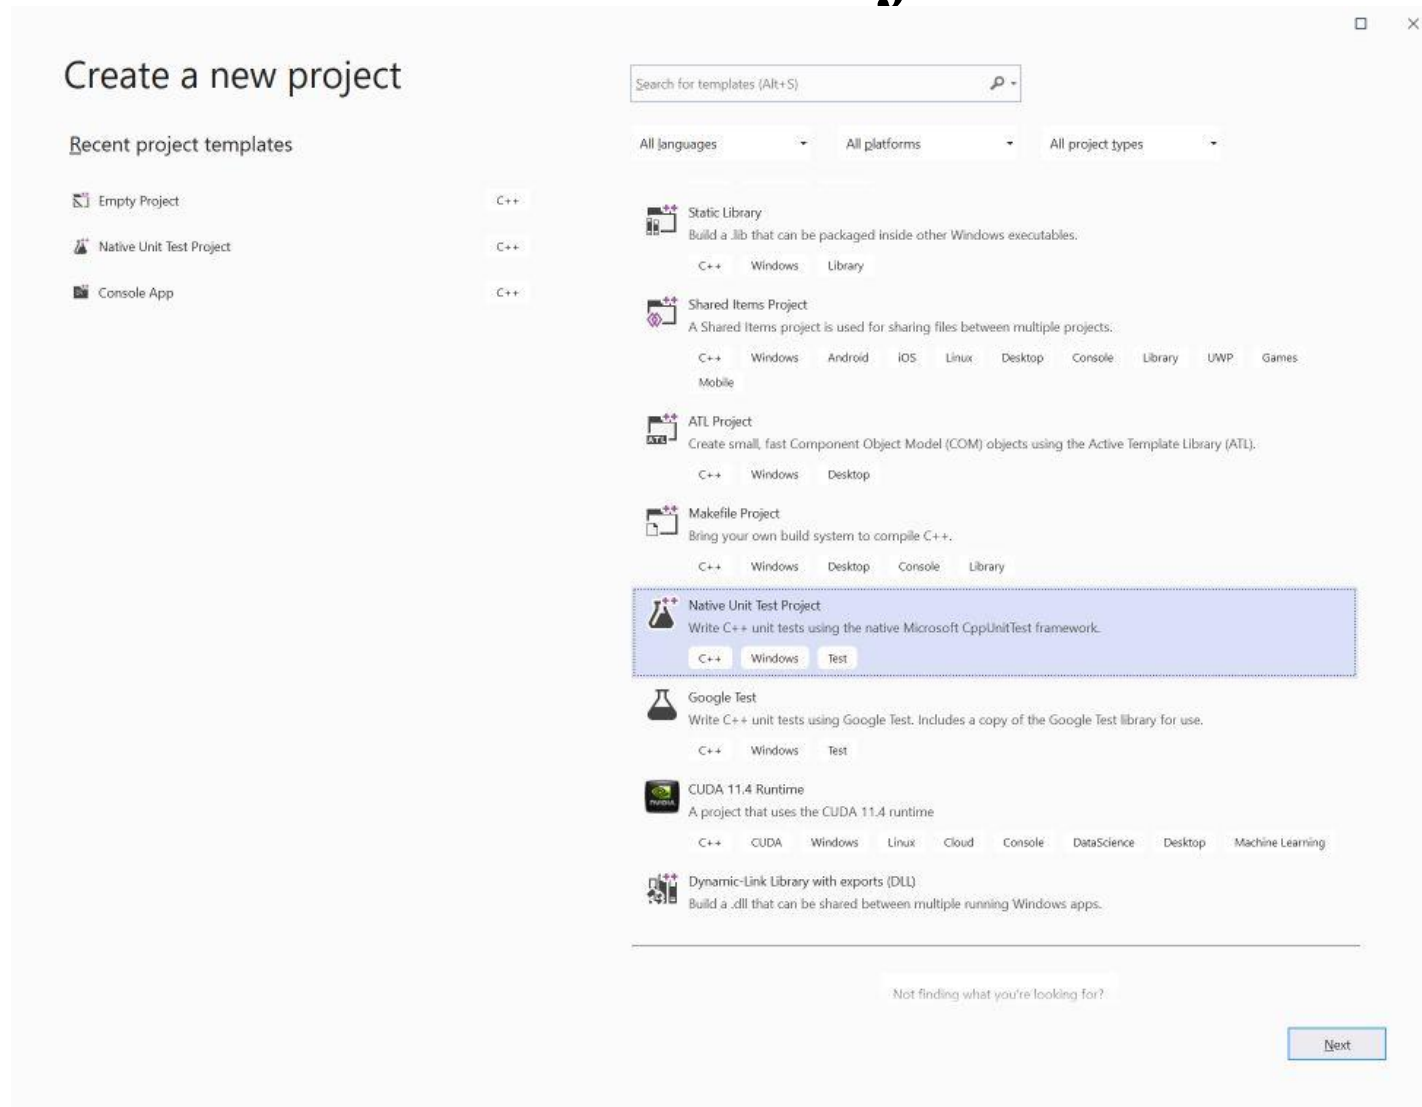 Create a new project
Search for templates (Alt+S)
Recent project templates
All languages
All platforms
All project types
Empty Project
C++
Native Unit Test Project
C++
Console App
C++
Static Library
Build a .lib that can be packaged inside other Windows executables.
C++ Windows Library
Shared Items Project
A Shared Items project is used for sharing files between multiple projects.
C++ Windows Android iOS Linux Desktop Console Library UWP Games
Mobile
ATL Project
ATL
Create small, fast Component Object Model (COM) objects using the Active Template Library (ATL).
C++ Windows Desktop
Makefile Project
Bring your own build system to compile C++.
C++ Windows Desktop Console Library
Native Unit Test Project
Write C++ unit tests using the native Microsoft CppUnitTest framework.
C++ Windows Test
Google Test
Write C++ unit tests using Google Test. Includes a copy of the Google Test library for use.
C++ Windows Test
CUDA 11.4 Runtime
NVIDIA
A project that uses the CUDA 11.4 runtime
C++ CUDA Windows Linux Cloud Console DataScience Desktop Machine Learning
Dynamic-Link Library with exports (DLL)
Build a .dll that can be shared between multiple running Windows apps.
Not finding what you're looking for?
Next